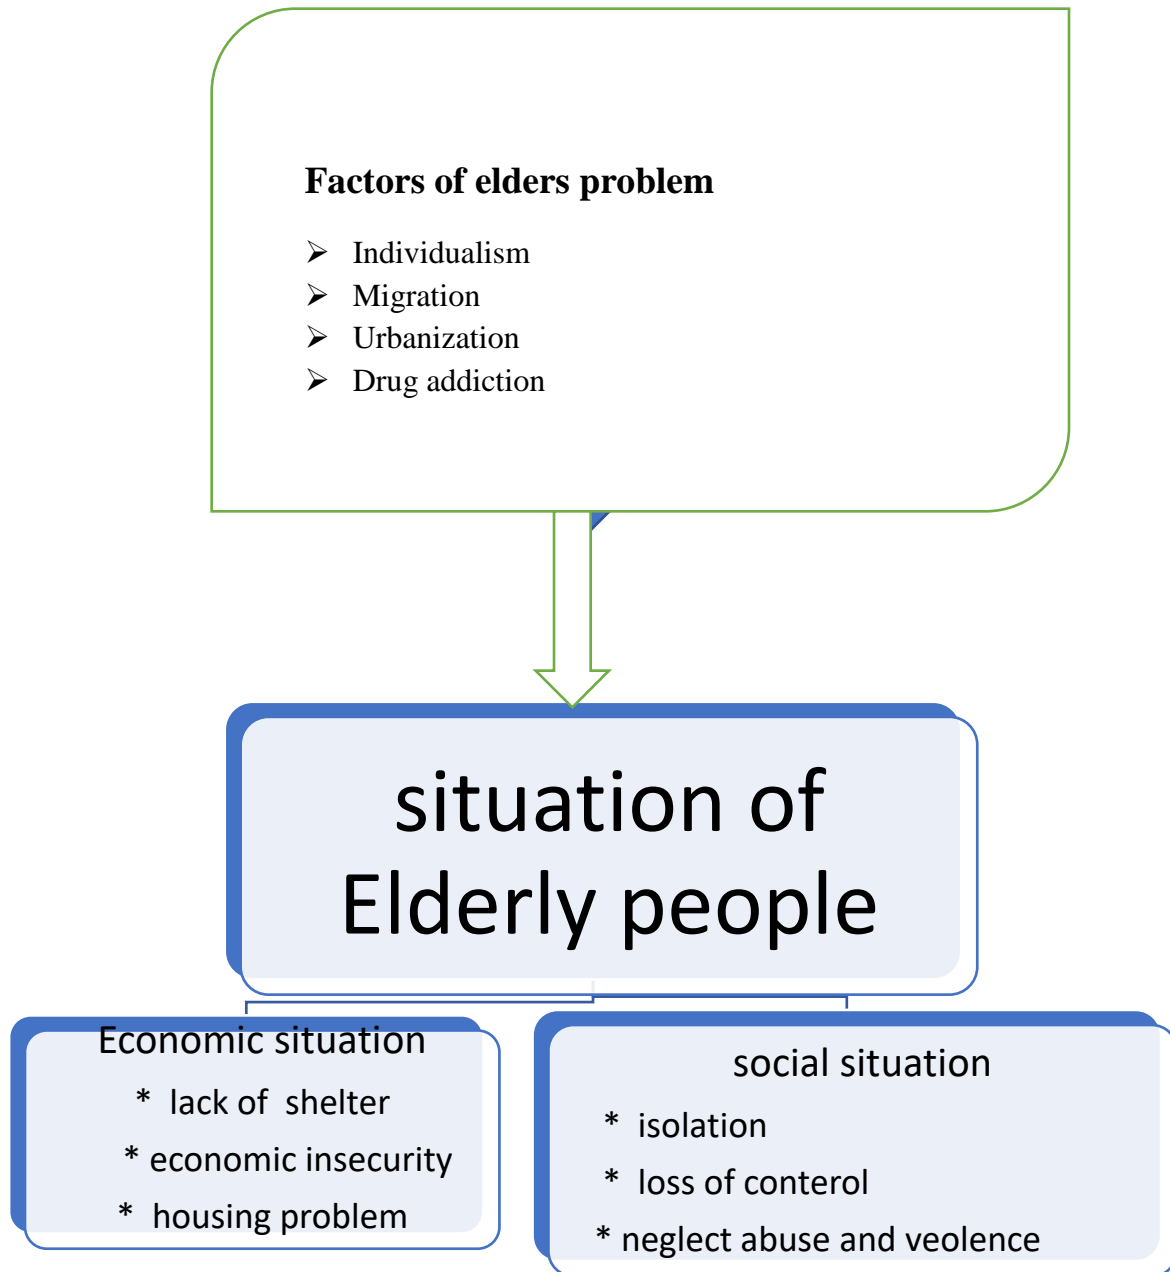 Factors of elders problem
➢ Individualism
➢ Migration
➢ Urbanization
➢ Drug addiction
situation of
Elderly people
Economic situation
* lack of shelter
* economic insecurity
* housing problem
social situation
* isolation
* loss of conterol
* neglect abuse and veolence